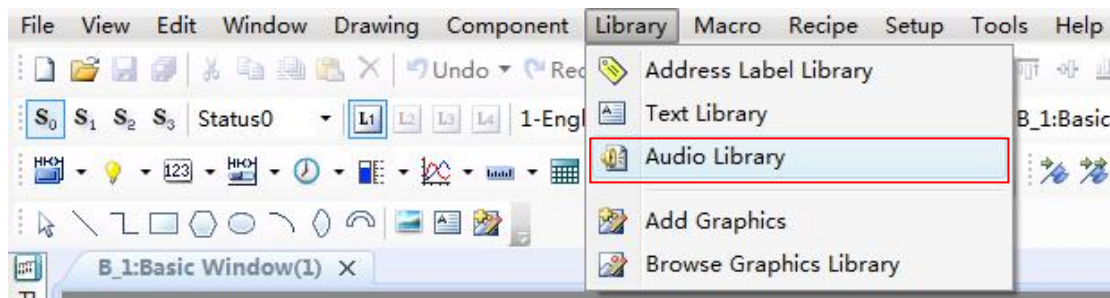 File View Edit Window Drawing Component Library Macro Recipe Setup Tools Help
Undo Rec Address Label Library
S0 S1 S2 S3 Status0 L1 L2 L3 L4 1-Engl Text Library B_1:Basic
123 Audio Library
Add Graphics
B_1:Basic Window(1) Browse Graphics Library